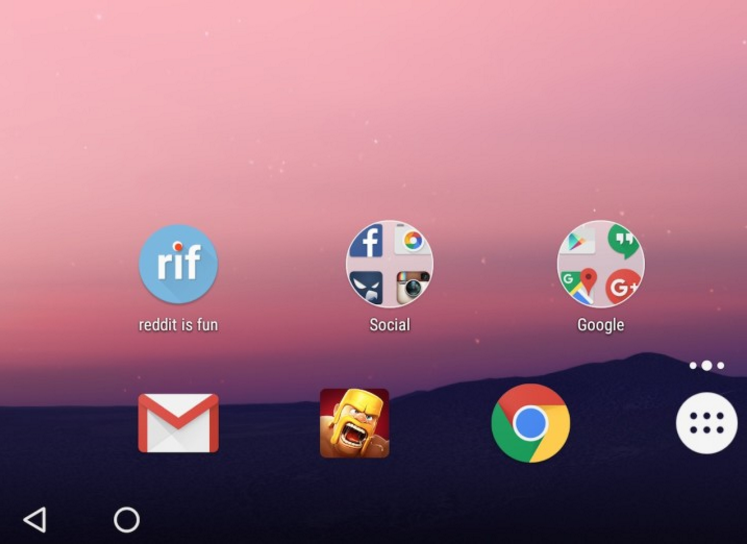 rif
f
G
G+
reddit is fun
Social
Google